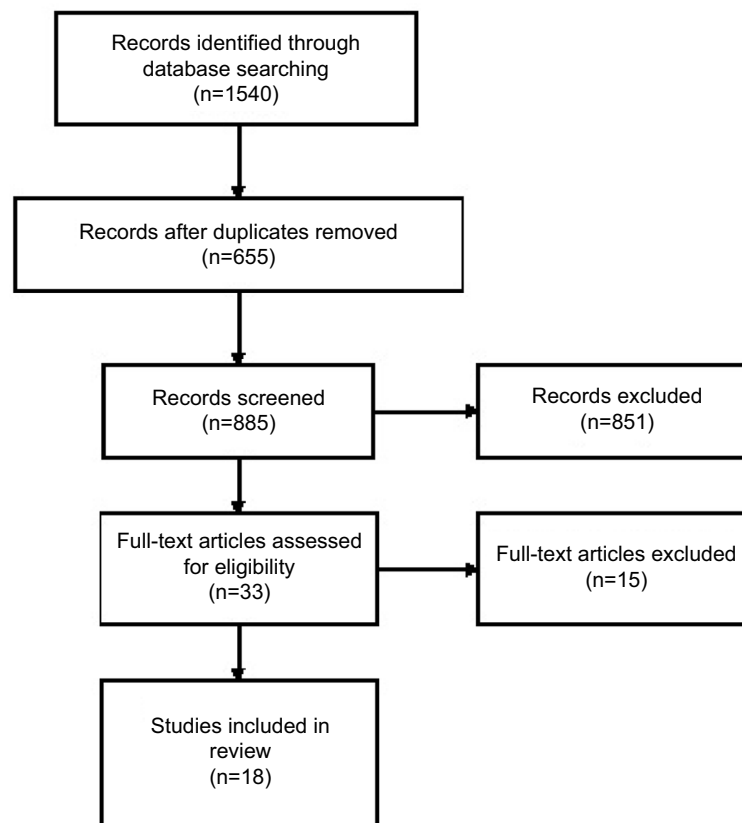 Records identified through
database searching
(n=1540)
Records after duplicates removed
(n=655)
Records screened
(n=885)
Records excluded
(n=851)
Full-text articles assessed
for eligibility
(n=33)
Full-text articles excluded
(n=15)
Studies included in
review
(n=18)